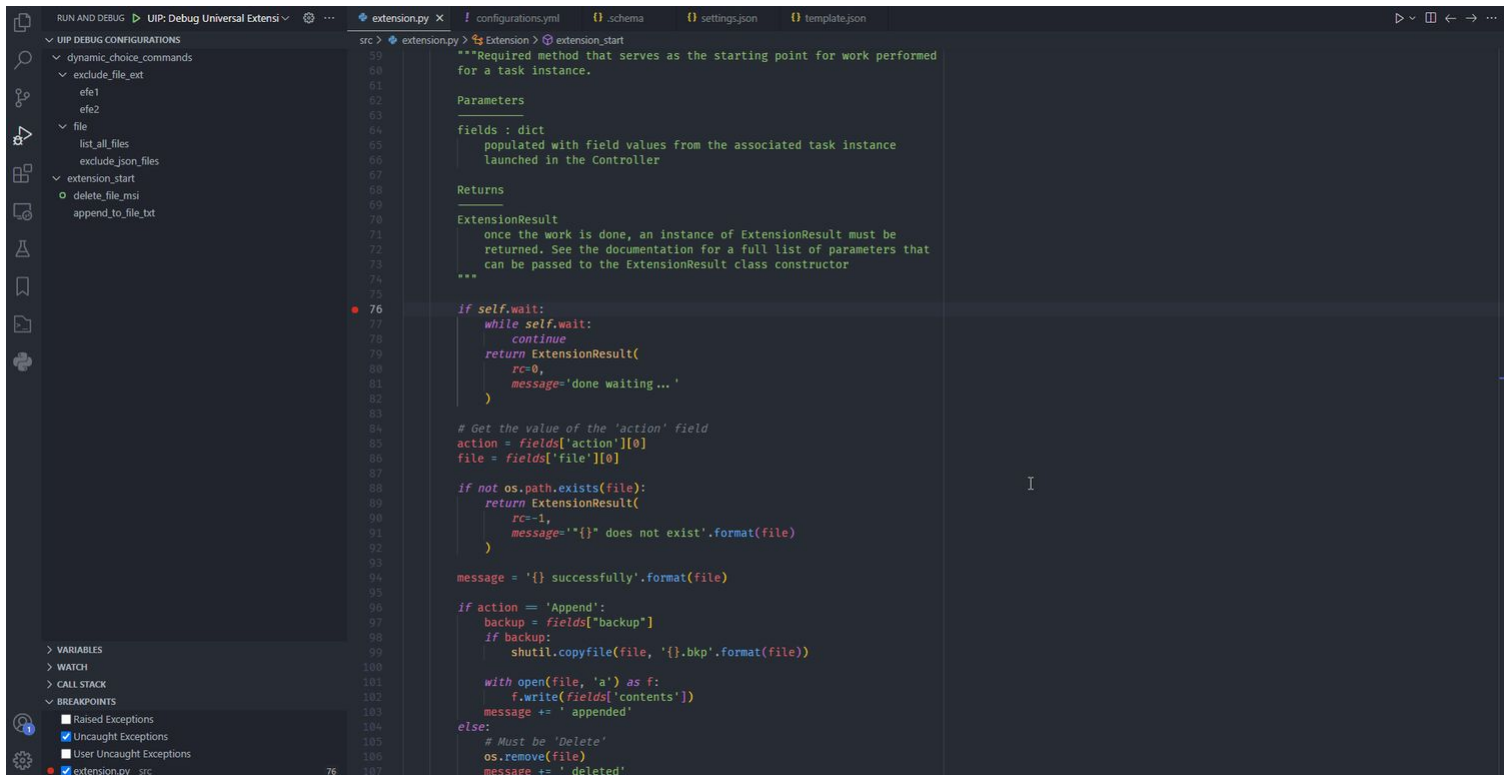 RUN AND DEBUG UIP: Debug Universal Extensi
extension.py
configurations.yml
.schema
settings.json
template.json
UIP DEBUG CONFIGURATIONS
dynamic_choice_commands
exclude_file_ext
efe1
efe2
file
list_all_files
exclude_json_files
extension_start
delete_file_msi
append_to_file_txt
VARIABLES
WATCH
CALL STACK
BREAKPOINTS
Raised Exceptions
Uncaught Exceptions
User Uncaught Exceptions
extension.py src 76
1
src > extension.py > Extension > extension_start
59 """Required method that serves as the starting point for work performed
60 for a task instance.
61
62 Parameters
63 ----------
64 fields : dict
65 populated with field values from the associated task instance
66 launched in the Controller
67
68 Returns
69 -------
70 ExtensionResult
71 once the work is done, an instance of ExtensionResult must be
72 returned. See the documentation for a full list of parameters that
73 can be passed to the ExtensionResult class constructor
74 """
75
76 if self.wait:
77 while self.wait:
78 continue
79 return ExtensionResult(
80 rc=0,
81 message='done waiting...'
82 )
83
84 # Get the value of the 'action' field
85 action = fields['action'][0]
86 file = fields['file'][0]
87
88 if not os.path.exists(file):
89 return ExtensionResult(
90 rc=-1,
91 message='"{}" does not exist'.format(file)
92 )
93
94 message = '{} successfully'.format(file)
95
96 if action == 'Append':
97 backup = fields["backup"]
98 if backup:
99 shutil.copyfile(file, '{}.bkp'.format(file))
100
101 with open(file, 'a') as f:
102 f.write(fields['contents'])
103 message += ' appended'
104 else:
105 # Must be 'Delete'
106 os.remove(file)
107 message += ' deleted'